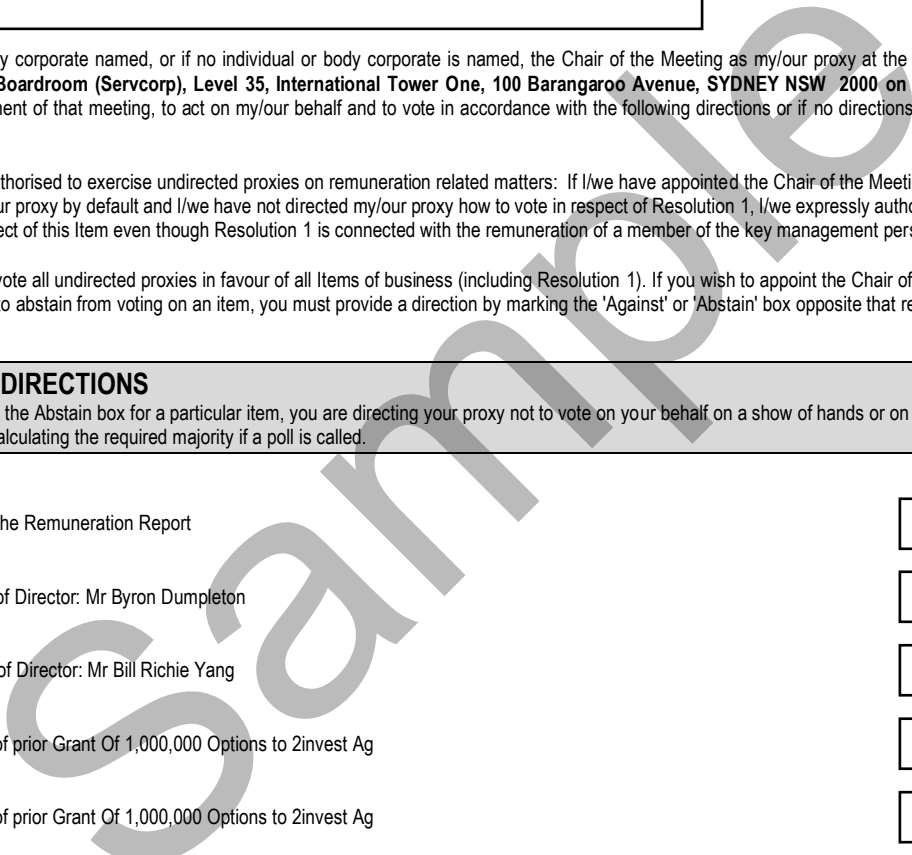 y corporate named, or if no individual or body corporate is named, the Chair of the Meeting as my/our proxy at the
Boardroom (Servcorp), Level 35, International Tower One, 100 Barangaroo Avenue, SYDNEY NSW 2000 on
ment of that meeting, to act on my/our behalf and to vote in accordance with the following directions or if no directions
thorised to exercise undirected proxies on remuneration related matters: If I/we have appointed the Chair of the Meeti
ur proxy by default and I/we have not directed my/our proxy how to vote in respect of Resolution 1, I/we expressly autho
ect of this Item even though Resolution 1 is connected with the remuneration of a member of the key management pers
vote all undirected proxies in favour of all Items of business (including Resolution 1). If you wish to appoint the Chair of
to abstain from voting on an item, you must provide a direction by marking the 'Against' or 'Abstain' box opposite that re
DIRECTIONS
the Abstain box for a particular item, you are directing your proxy not to vote on your behalf on a show of hands or on
alculating the required majority if a poll is called.
he Remuneration Report
of Director: Mr Byron Dumpleton
of Director: Mr Bill Richie Yang
of prior Grant Of 1,000,000 Options to 2invest Ag
of prior Grant Of 1,000,000 Options to 2invest Ag
Sample